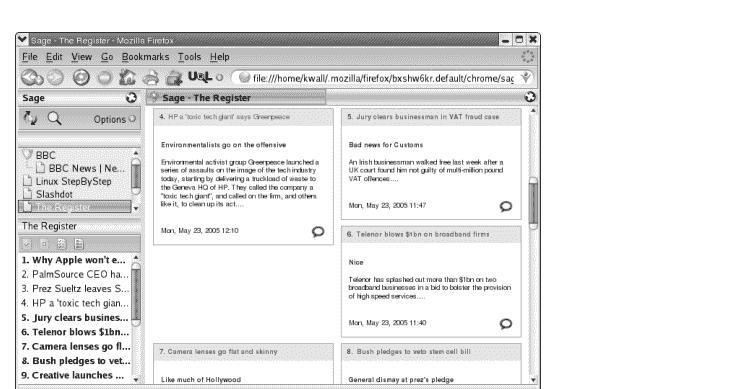 Sage - The Register - Mozilla Firefox
File Edit View Go Bookmarks Tools Help
file:///home/kwall/.mozilla/firefox/bxshw6kr.default/chrome/sag
Sage
Sage - The Register
Options
BBC
BBC News | Ne...
Linux StepByStep
Slashdot
The Register
The Register
1. Why Apple won't e...
2. PalmSource CEO ha...
3. Prez Sueltz leaves S...
4. HP a 'toxic tech gian...
5. Jury clears busines...
6. Telenor blows $1bn...
7. Camera lenses go fl...
8. Bush pledges to vet...
9. Creative launches ...
4. HP a 'toxic tech giant' says Greenpeace
Environmentalists go on the offensive
Environmental activist group Greenpeace launched a
series of assaults on the image of the tech industry
today, starting by delivering a truckload of waste to
the Geneva HQ of HP. They called the company a
"toxic tech giant", and called on the firm, and others
like it, to clean up its act....
Mon, May 23, 2005 12:10
5. Jury clears businessman in VAT fraud case
Bad news for Customs
An Irish businessman walked free last week after a
UK court found him not guilty of multi-million pound
VAT offences....
Mon, May 23, 2005 11:47
6. Telenor blows $1bn on broadband firms
Nice
Telenor has splashed out more than $1bn on two
broadband businesses in a bid to bolster the provision
of high speed services....
Mon, May 23, 2005 11:40
7. Camera lenses go flat and skinny
Like much of Hollywood
8. Bush pledges to veto stem cell bill
General dismay at prez's pledge